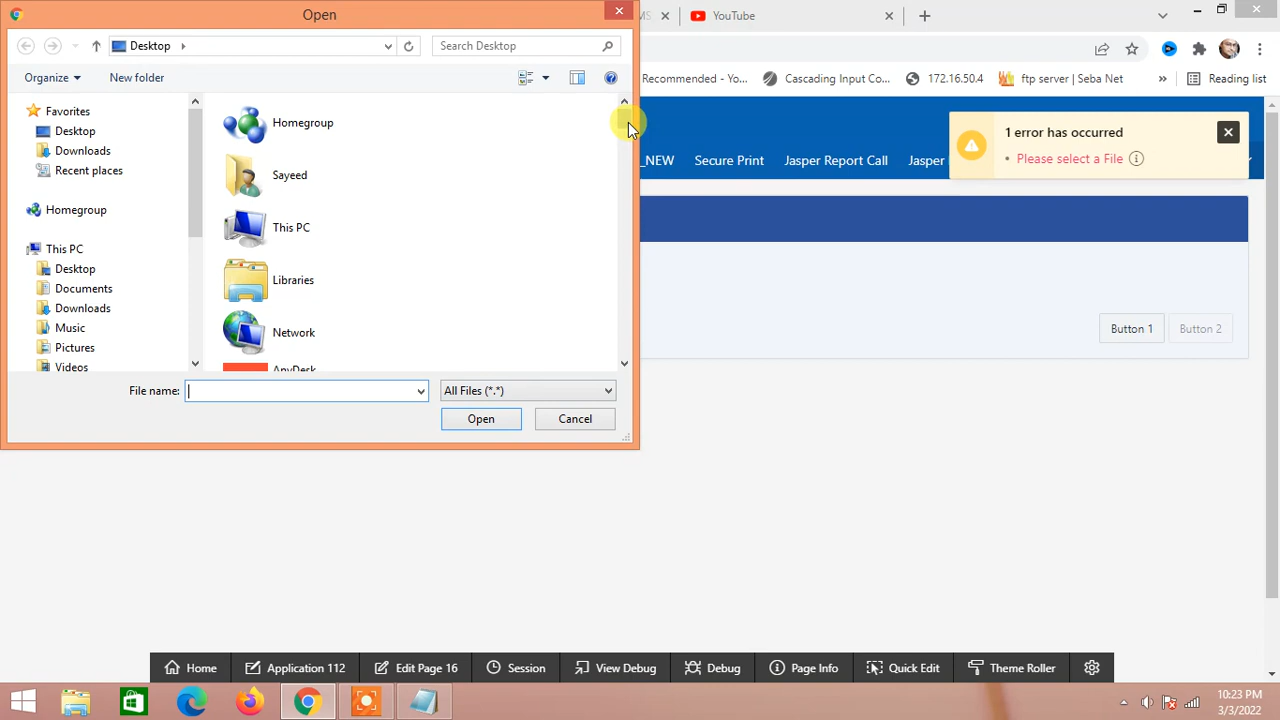 Open
MS
YouTube
Desktop
Search Desktop
Organize
New folder
Recommended - Yo...
Cascading Input Co...
172.16.50.4
ftp server | Seba Net
»
Reading list
Favorites
Desktop
Downloads
Recent places
Homegroup
This PC
Desktop
Documents
Downloads
Music
Pictures
Videos
Homegroup
Sayeed
This PC
Libraries
Network
AnyDesk
File name:
All Files (*.*)
Open
Cancel
_NEW
Secure Print
Jasper Report Call
Jasper
1 error has occurred
• Please select a File
Button 1
Button 2
Home
Application 112
Edit Page 16
Session
View Debug
Debug
Page Info
Quick Edit
Theme Roller
10:23 PM
3/3/2022